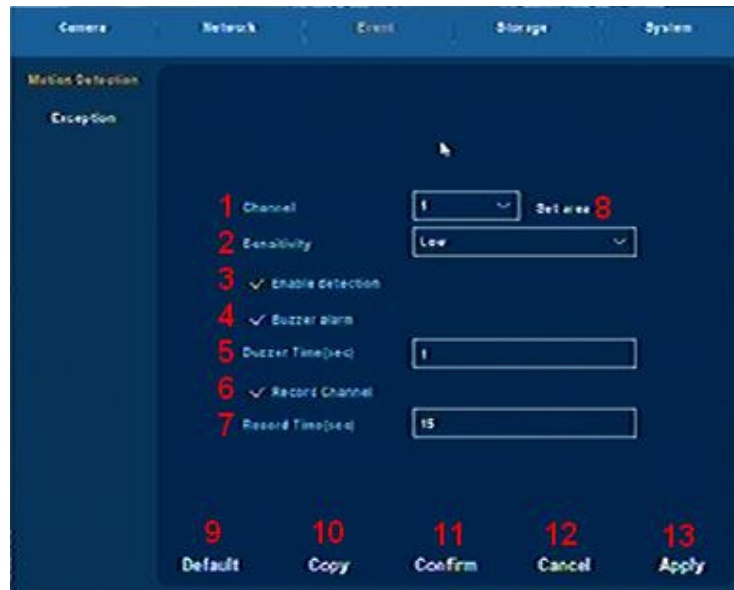 Camera Network Event Storage System
Motion Detection
Exception
1 Channel 1 Set area 8
2 Sensitivity Low
3 Enable detection
4 Buzzer alarm
5 Buzzer Time(sec) 1
6 Record Channel
7 Record Time(sec) 15
9 10 11 12 13
Default Copy Confirm Cancel Apply